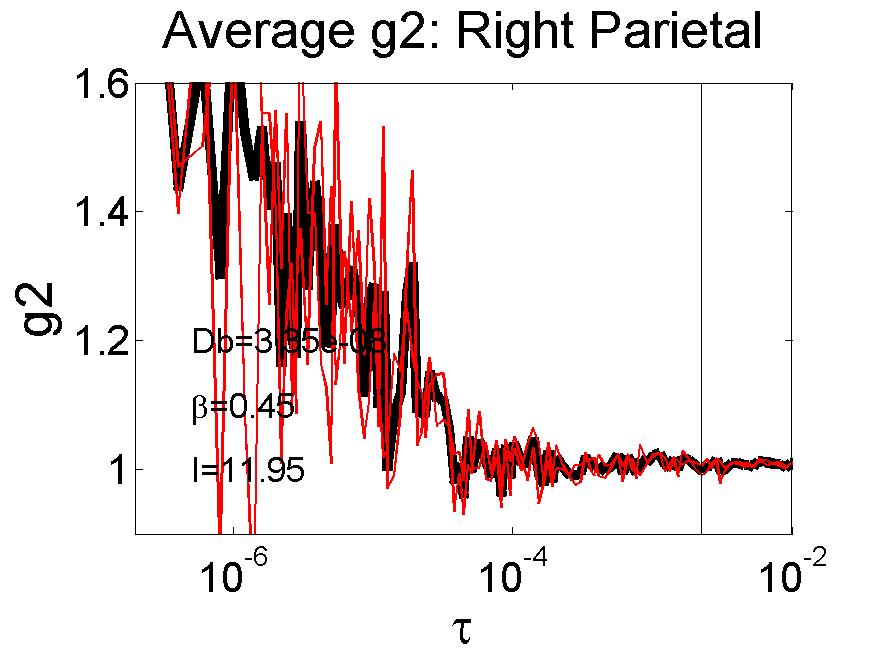 Average g2: Right Parietal
1.6
1.4
1.2
1
g2
Db=3.35e-08
β=0.45
I=11.95
10^-6
10^-4
10^-2
τ